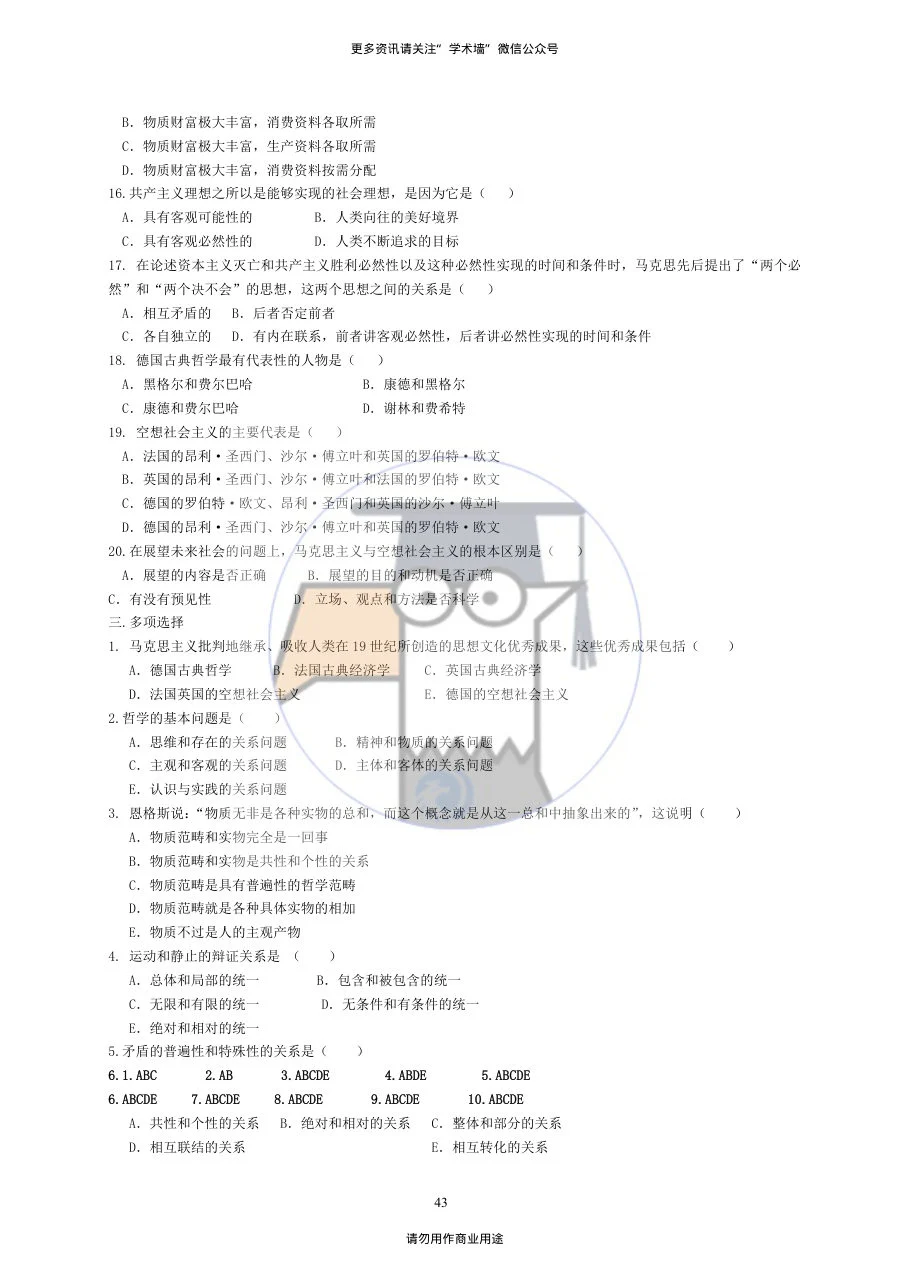 更多资讯请关注“学术墙”微信公众号
B．物质财富极大丰富，消费资料各取所需
C．物质财富极大丰富，生产资料各取所需
D．物质财富极大丰富，消费资料按需分配
16.共产主义理想之所以是能够实现的社会理想，是因为它是（ ）
A．具有客观可能性的 B．人类向往的美好境界
C．具有客观必然性的 D．人类不断追求的目标
17. 在论述资本主义灭亡和共产主义胜利必然性以及这种必然性实现的时间和条件时，马克思先后提出了“两个必
然”和“两个决不会”的思想，这两个思想之间的关系是（ ）
A．相互矛盾的 B．后者否定前者
C．各自独立的 D．有内在联系，前者讲客观必然性，后者讲必然性实现的时间和条件
18. 德国古典哲学最有代表性的人物是（ ）
A．黑格尔和费尔巴哈 B．康德和黑格尔
C．康德和费尔巴哈 D．谢林和费希特
19. 空想社会主义的主要代表是（ ）
A．法国的昂利·圣西门、沙尔·傅立叶和英国的罗伯特·欧文
B．英国的昂利·圣西门、沙尔·傅立叶和法国的罗伯特·欧文
C．德国的罗伯特·欧文、昂利·圣西门和英国的沙尔·傅立叶
D．德国的昂利·圣西门、沙尔·傅立叶和英国的罗伯特·欧文
20.在展望未来社会的问题上，马克思主义与空想社会主义的根本区别是（ ）
A．展望的内容是否正确 B．展望的目的和动机是否正确
C．有没有预见性 D．立场、观点和方法是否科学
三.多项选择
1. 马克思主义批判地继承、吸收人类在 19 世纪所创造的思想文化优秀成果，这些优秀成果包括（ ）
A．德国古典哲学 B．法国古典经济学 C．英国古典经济学
D．法国英国的空想社会主义 E．德国的空想社会主义
2.哲学的基本问题是（ ）
A．思维和存在的关系问题 B．精神和物质的关系问题
C．主观和客观的关系问题 D．主体和客体的关系问题
E．认识与实践的关系问题
3. 恩格斯说：“物质无非是各种实物的总和，而这个概念就是从这一总和中抽象出来的”，这说明（ ）
A．物质范畴和实物完全是一回事
B．物质范畴和实物是共性和个性的关系
C．物质范畴是具有普遍性的哲学范畴
D．物质范畴就是各种具体实物的相加
E．物质不过是人的主观产物
4. 运动和静止的辩证关系是 （ ）
A．总体和局部的统一 B．包含和被包含的统一
C．无限和有限的统一 D．无条件和有条件的统一
E．绝对和相对的统一
5.矛盾的普遍性和特殊性的关系是（ ）
6.1.ABC 2.AB 3.ABCDE 4.ABDE 5.ABCDE
6.ABCDE 7.ABCDE 8.ABCDE 9.ABCDE 10.ABCDE
A．共性和个性的关系 B．绝对和相对的关系 C．整体和部分的关系
D．相互联结的关系 E．相互转化的关系
43
请勿用作商业用途